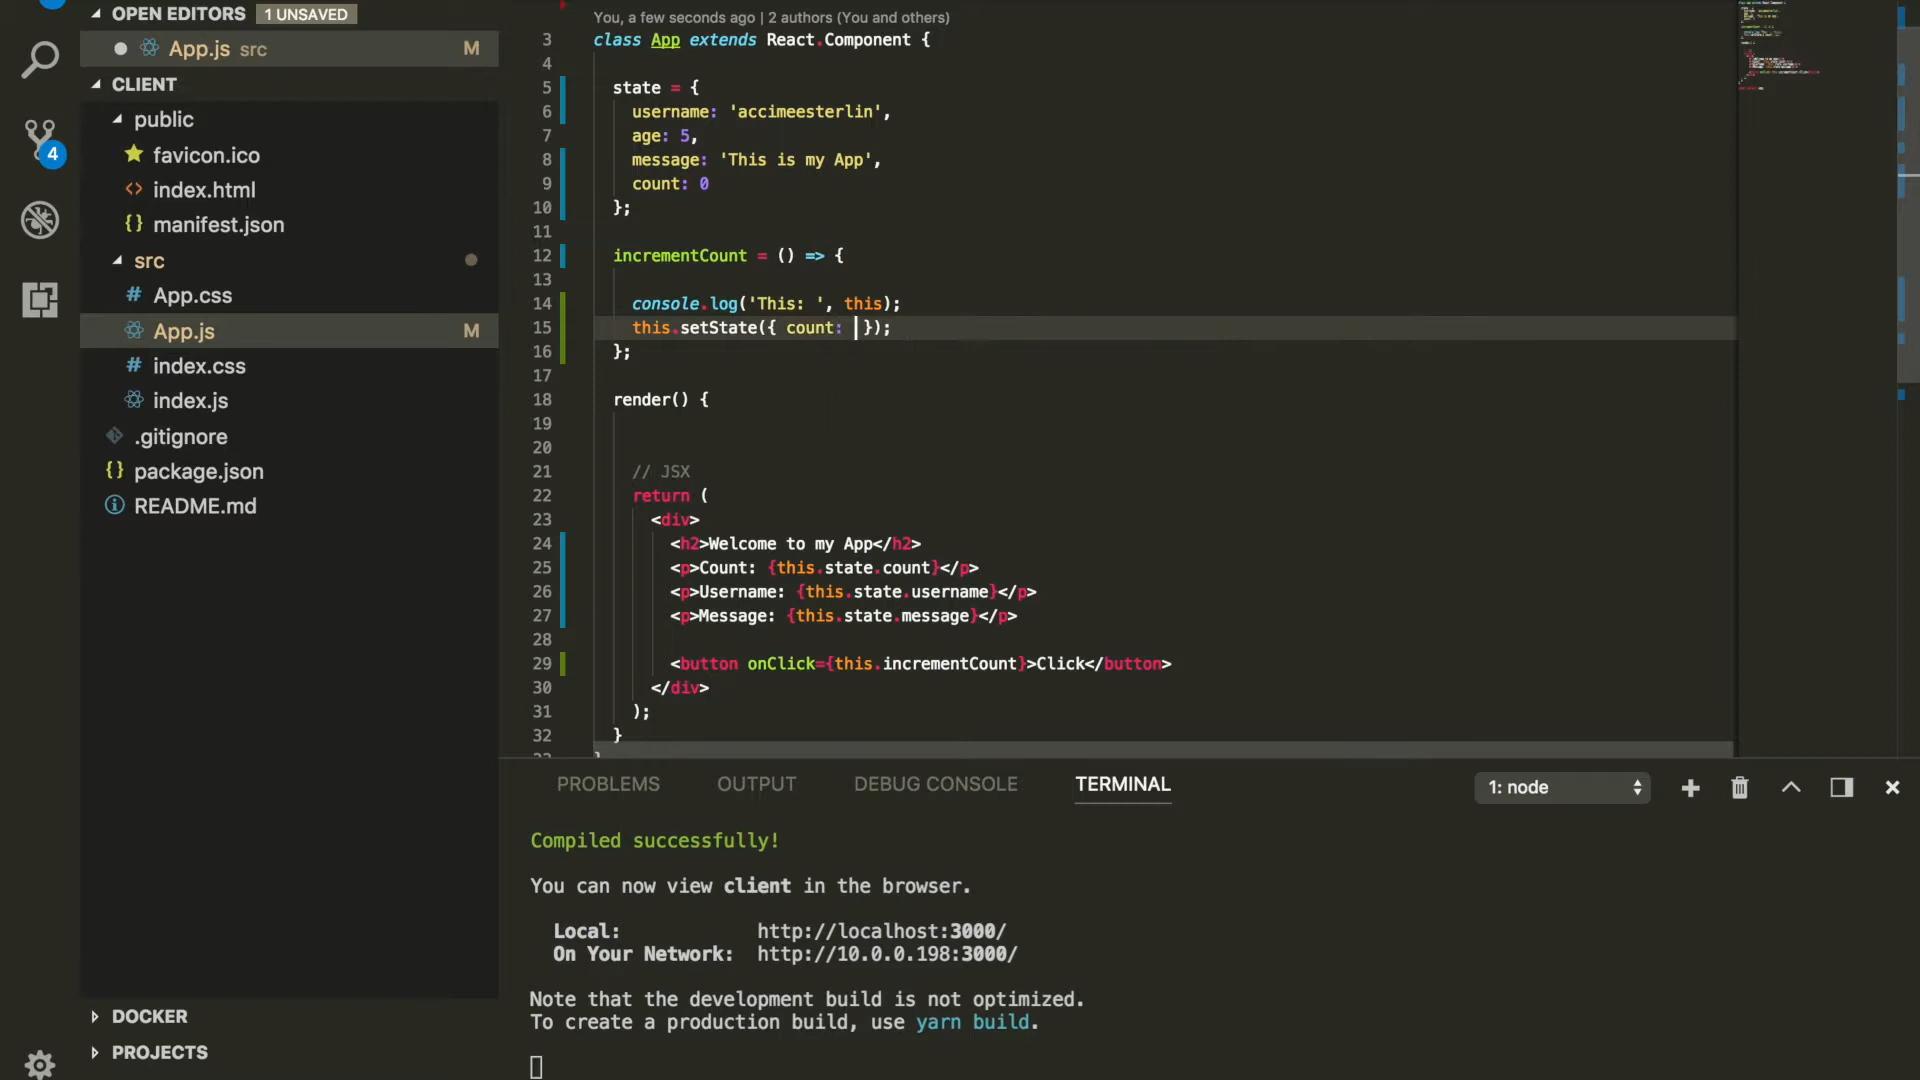 OPEN EDITORS 1 UNSAVED
App.js src M
CLIENT
public
favicon.ico
index.html
manifest.json
src
App.css
App.js M
index.css
index.js
.gitignore
package.json
README.md
DOCKER
PROJECTS
4
You, a few seconds ago | 2 authors (You and others)
3 class App extends React.Component {
4
5 state = {
6 username: 'accimeesterlin',
7 age: 5,
8 message: 'This is my App',
9 count: 0
10 };
11
12 incrementCount = () => {
13
14 console.log('This: ', this);
15 this.setState({ count: });
16 };
17
18 render() {
19
20
21 // JSX
22 return (
23 <div>
24 <h2>Welcome to my App</h2>
25 <p>Count: {this.state.count}</p>
26 <p>Username: {this.state.username}</p>
27 <p>Message: {this.state.message}</p>
28
29 <button onClick={this.incrementCount}>Click</button>
30 </div>
31 );
32 }
PROBLEMS OUTPUT DEBUG CONSOLE TERMINAL 1: node
Compiled successfully!
You can now view client in the browser.
Local: http://localhost:3000/
On Your Network: http://10.0.0.198:3000/
Note that the development build is not optimized.
To create a production build, use yarn build.